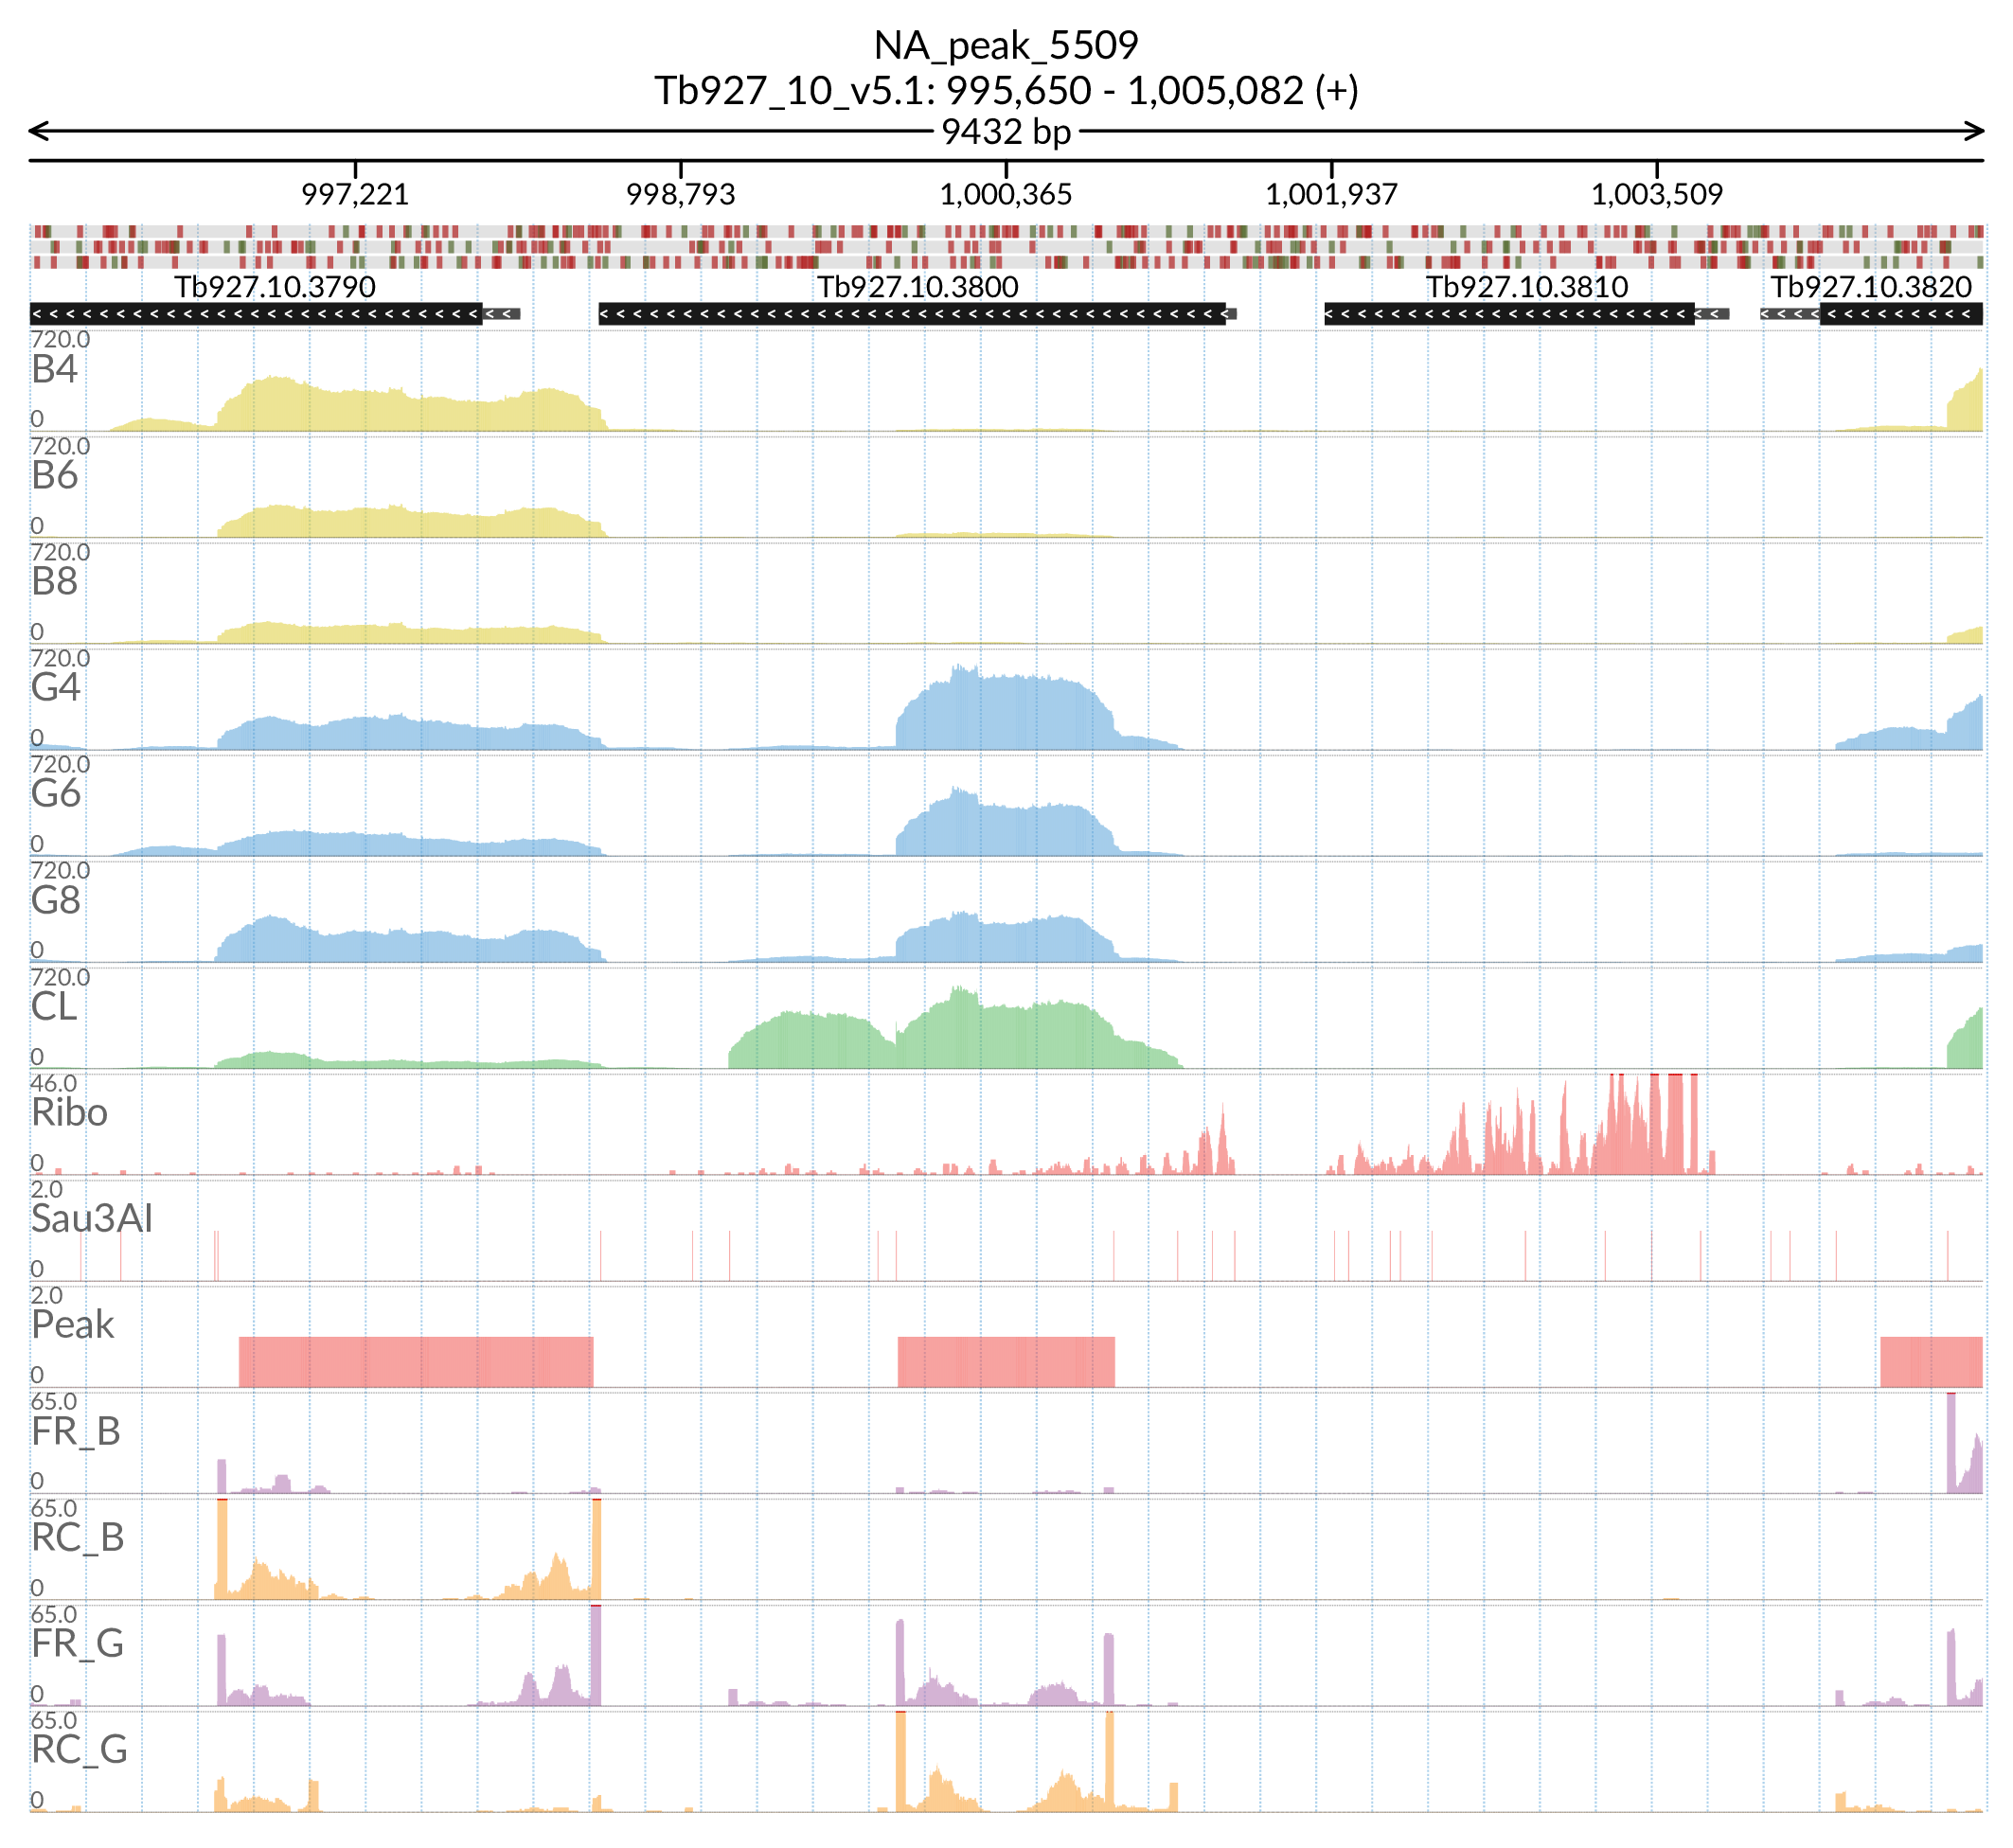 NA_peak_5509
Tb927_10_v5.1: 995,650 - 1,005,082 (+)
9432 bp
997,221 998,793 1,000,365 1,001,937 1,003,509
Tb927.10.3790 Tb927.10.3800 Tb927.10.3810 Tb927.10.3820
720.0
B4
0
720.0
B6
0
720.0
B8
0
720.0
G4
0
720.0
G6
0
720.0
G8
0
720.0
CL
0
46.0
Ribo
0
2.0
Sau3AI
0
2.0
Peak
0
65.0
FR_B
0
65.0
RC_B
0
65.0
FR_G
0
65.0
RC_G
0